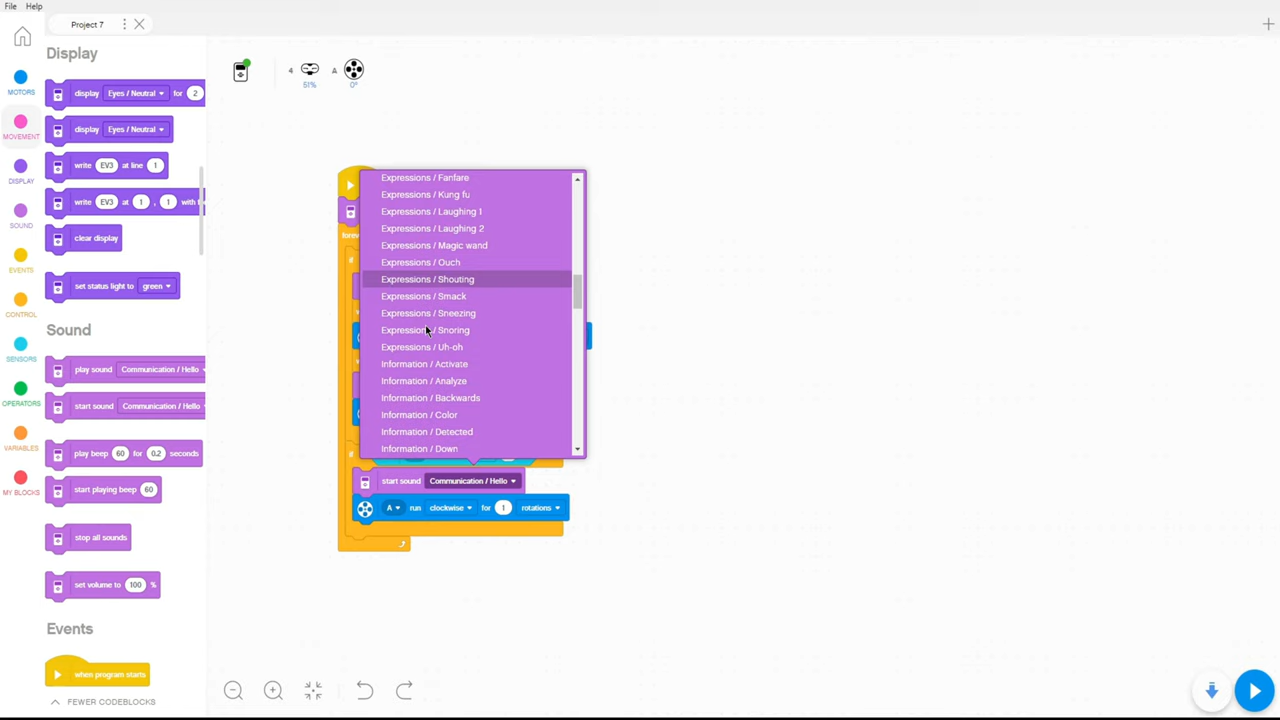 File Help
Project 7
MOTORS
MOVEMENT
DISPLAY
SOUND
EVENTS
CONTROL
SENSORS
OPERATORS
VARIABLES
MY BLOCKS
Display
display Eyes / Neutral for 2
display Eyes / Neutral
write EV3 at line 1
write EV3 at 1 , 1 with
clear display
set status light to green
Sound
play sound Communication / Hello
start sound Communication / Hello
play beep 60 for 0.2 seconds
start playing beep 60
stop all sounds
set volume to 100 %
Events
when program starts
FEWER CODEBLOCKS
4 51% A 0°
if
Expressions / Fanfare
Expressions / Kung fu
Expressions / Laughing 1
Expressions / Laughing 2
Expressions / Magic wand
Expressions / Ouch
Expressions / Shouting
Expressions / Smack
Expressions / Sneezing
Expressions / Snoring
Expressions / Uh-oh
Information / Activate
Information / Analyze
Information / Backwards
Information / Color
Information / Detected
Information / Down
if
start sound Communication / Hello
A run clockwise for 1 rotations